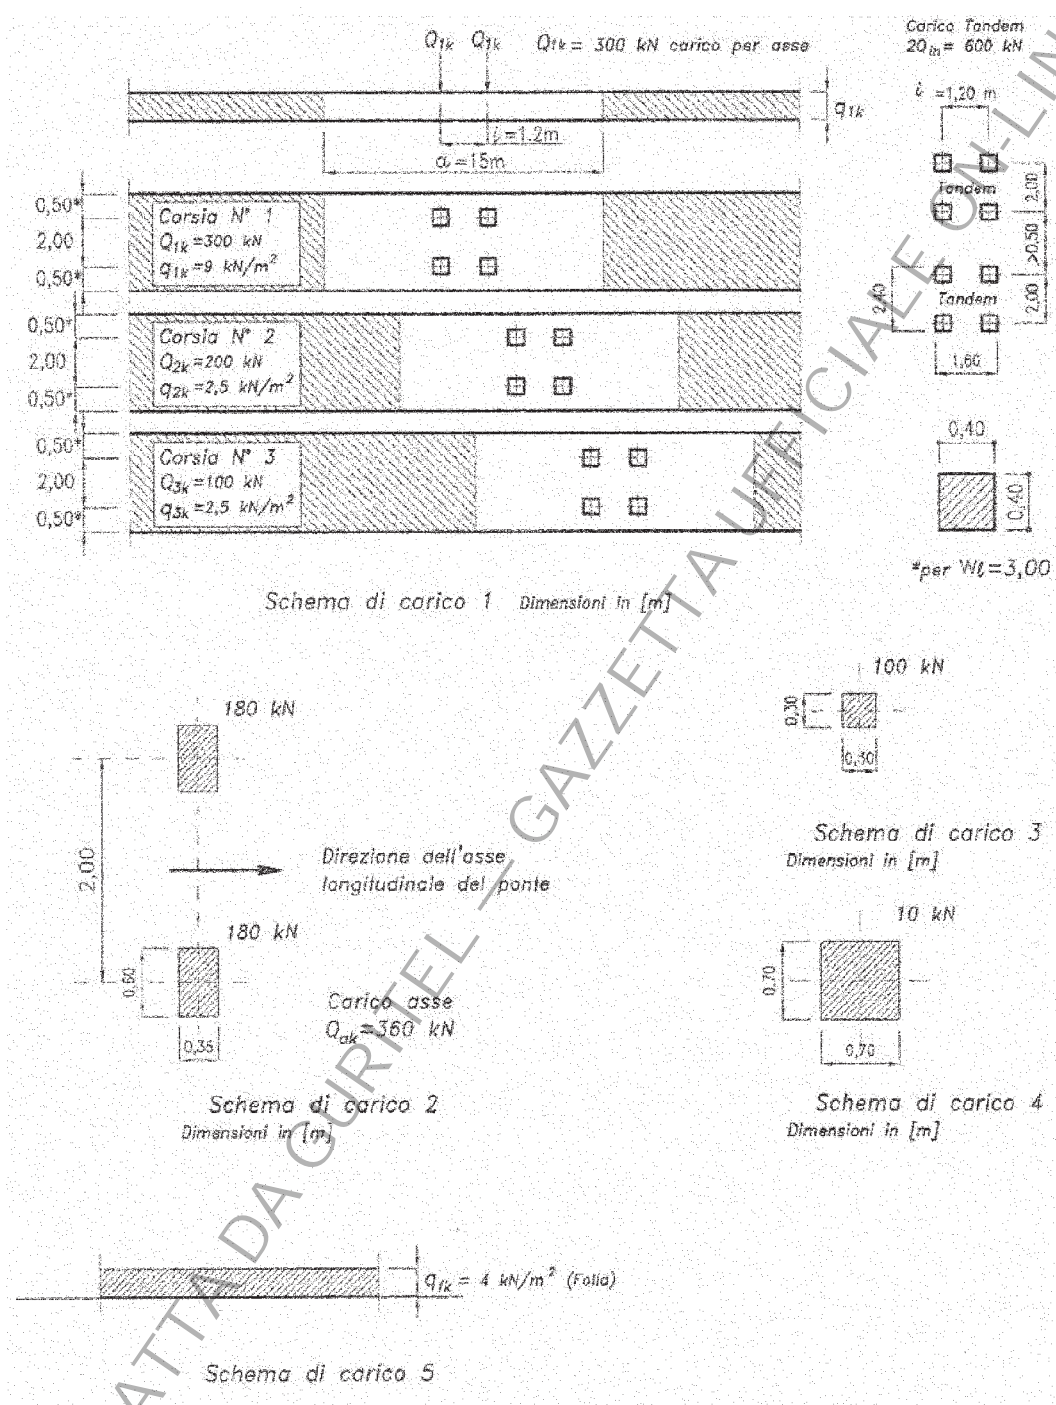 Q1k Q1k Q1k = 300 kN carico per asse
Carico Tandem
2Qin = 600 kN
i =1,20 m
q1k
i=1.2m
a=15m
0,50*
2,00
0,50*
Corsia N° 1
Q1k=300 kN
q1k=9 kN/m²
Tandem
2,00
>0,50
2,00
Tandem
2,40
1,60
0,50*
2,00
0,50*
Corsia N° 2
Q2k=200 kN
q2k=2,5 kN/m²
0,50*
2,00
0,50*
Corsia N° 3
Q3k=100 kN
q3k=2,5 kN/m²
0,40
0,40
*per Wℓ=3,00
Schema di carico 1 Dimensioni in [m]
180 kN
2,00
Direzione dell'asse
longitudinale del ponte
180 kN
0,60
0,35
Carico asse
Qak=360 kN
Schema di carico 2
Dimensioni in [m]
100 kN
0,30
0,30
Schema di carico 3
Dimensioni in [m]
10 kN
0,70
0,70
Schema di carico 4
Dimensioni in [m]
qfk = 4 kN/m² (Folla)
Schema di carico 5
ATTA DA GURITEL — GAZZETTA UFFICIALE ON-LIN